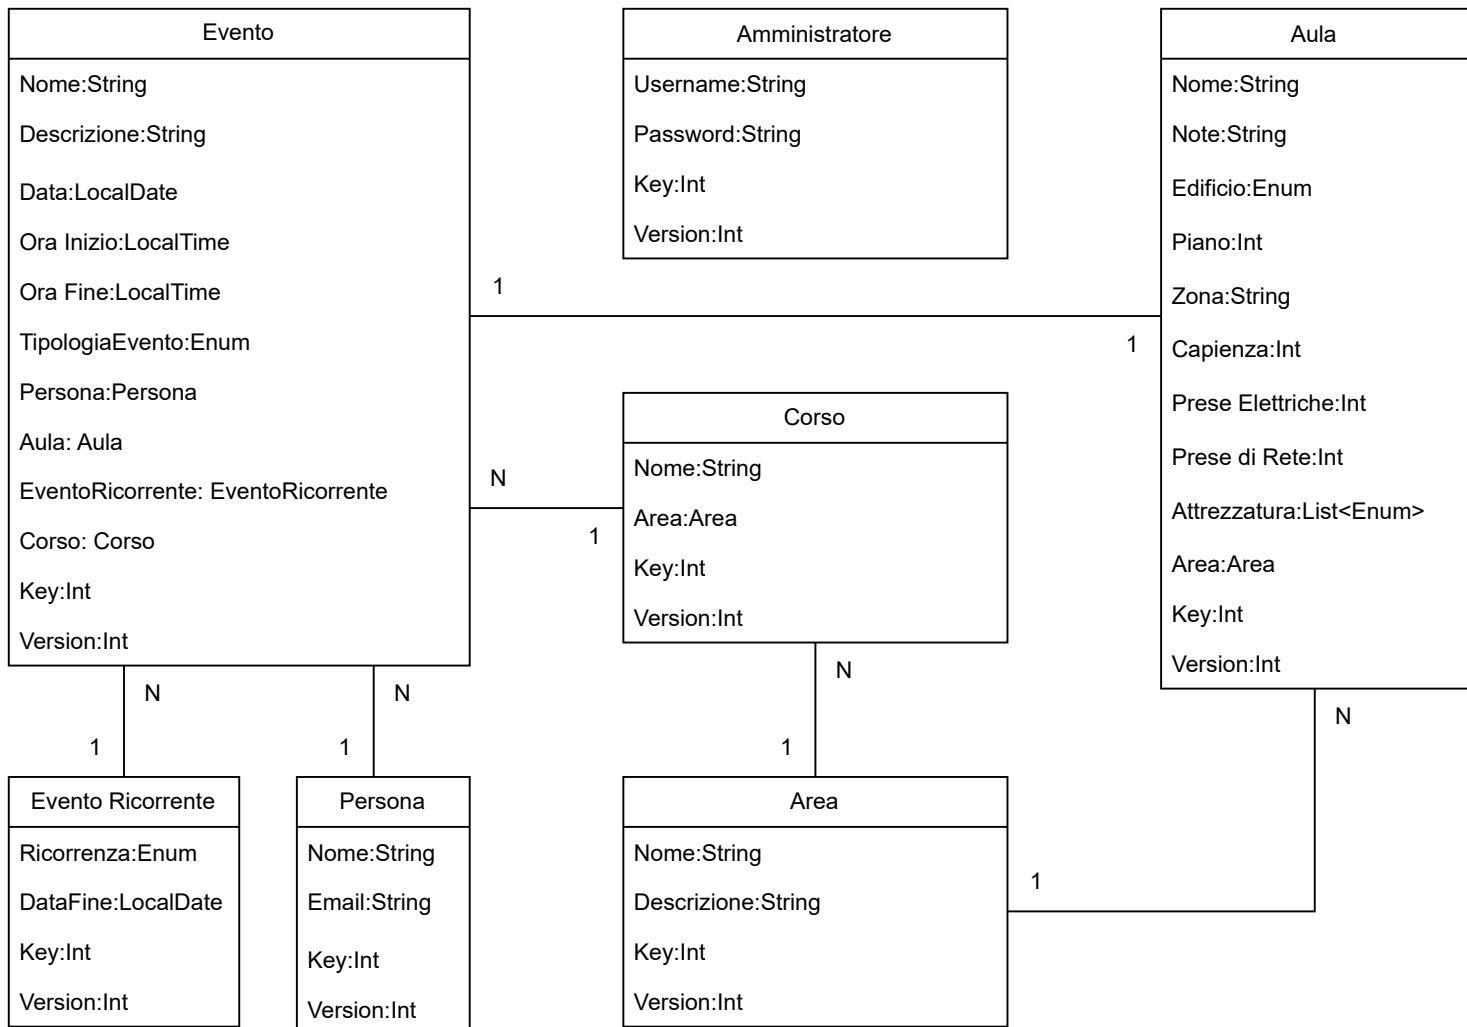 Evento
Nome:String
Descrizione:String
Data:LocalDate
Ora Inizio:LocalTime
Ora Fine:LocalTime
TipologiaEvento:Enum
Persona:Persona
Aula: Aula
EventoRicorrente: EventoRicorrente
Corso: Corso
Key:Int
Version:Int
Amministratore
Username:String
Password:String
Key:Int
Version:Int
Aula
Nome:String
Note:String
Edificio:Enum
Piano:Int
Zona:String
Capienza:Int
Prese Elettriche:Int
Prese di Rete:Int
Attrezzatura:List<Enum>
Area:Area
Key:Int
Version:Int
1
1
Corso
Nome:String
Area:Area
Key:Int
Version:Int
N
1
N
1
N
1
N
1
N
1
Evento Ricorrente
Ricorrenza:Enum
DataFine:LocalDate
Key:Int
Version:Int
Persona
Nome:String
Email:String
Key:Int
Version:Int
Area
Nome:String
Descrizione:String
Key:Int
Version:Int